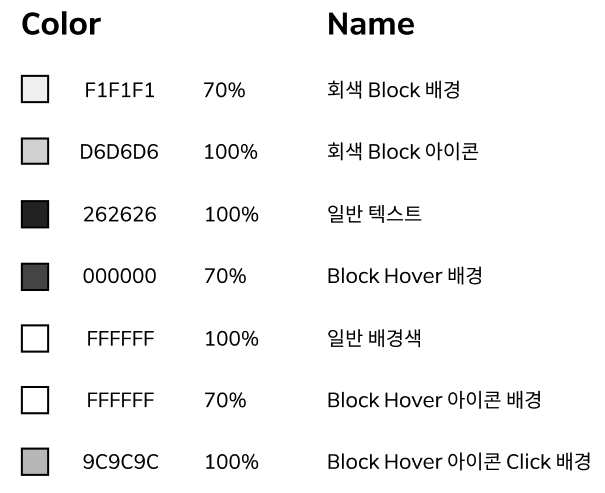 Color Name
F1F1F1 70% 회색 Block 배경
D6D6D6 100% 회색 Block 아이콘
262626 100% 일반 텍스트
000000 70% Block Hover 배경
FFFFFF 100% 일반 배경색
FFFFFF 70% Block Hover 아이콘 배경
9C9C9C 100% Block Hover 아이콘 Click 배경